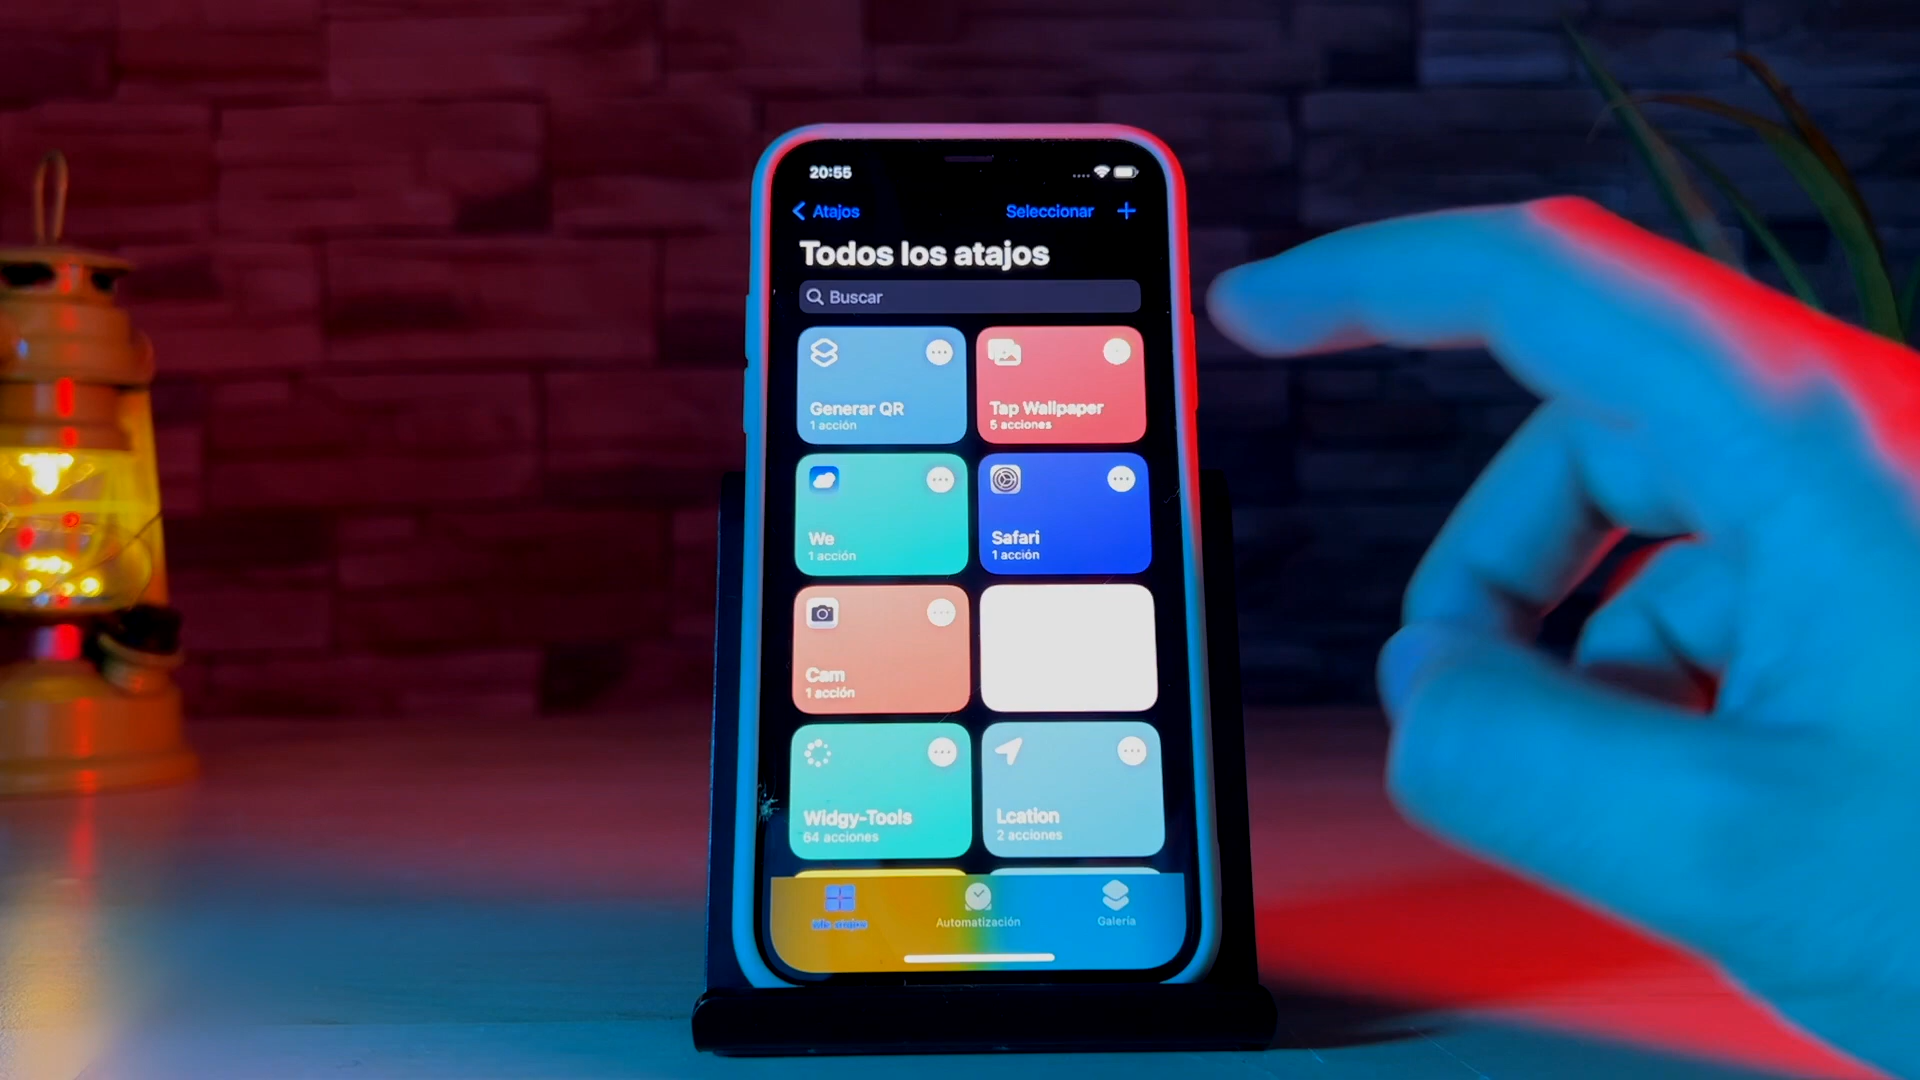 20:55
Atajos
Seleccionar +
Todos los atajos
Buscar
Generar QR
1 acción
Tap Wallpaper
5 acciones
We
1 acción
Safari
1 acción
Cam
1 acción
Widgy-Tools
64 acciones
Lcation
2 acciones
Automatización
Galería